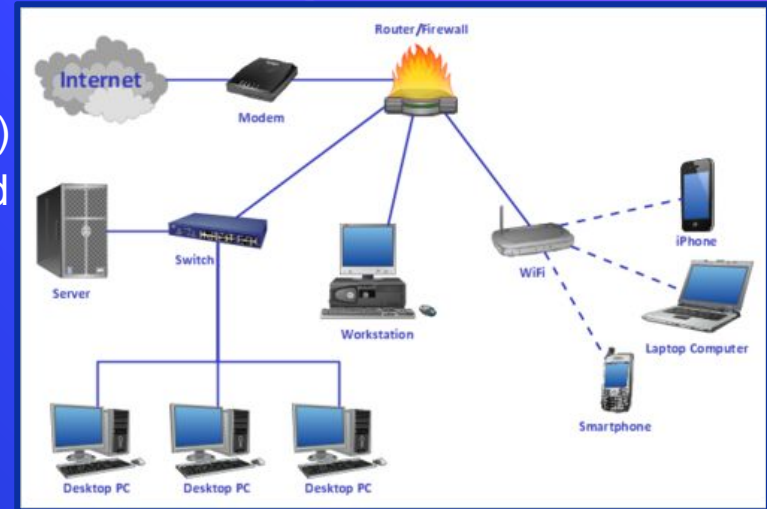 Router/Firewall
Internet
Modem
)
d
Server
Switch
Workstation
WiFi
iPhone
Laptop Computer
Smartphone
Desktop PC Desktop PC Desktop PC